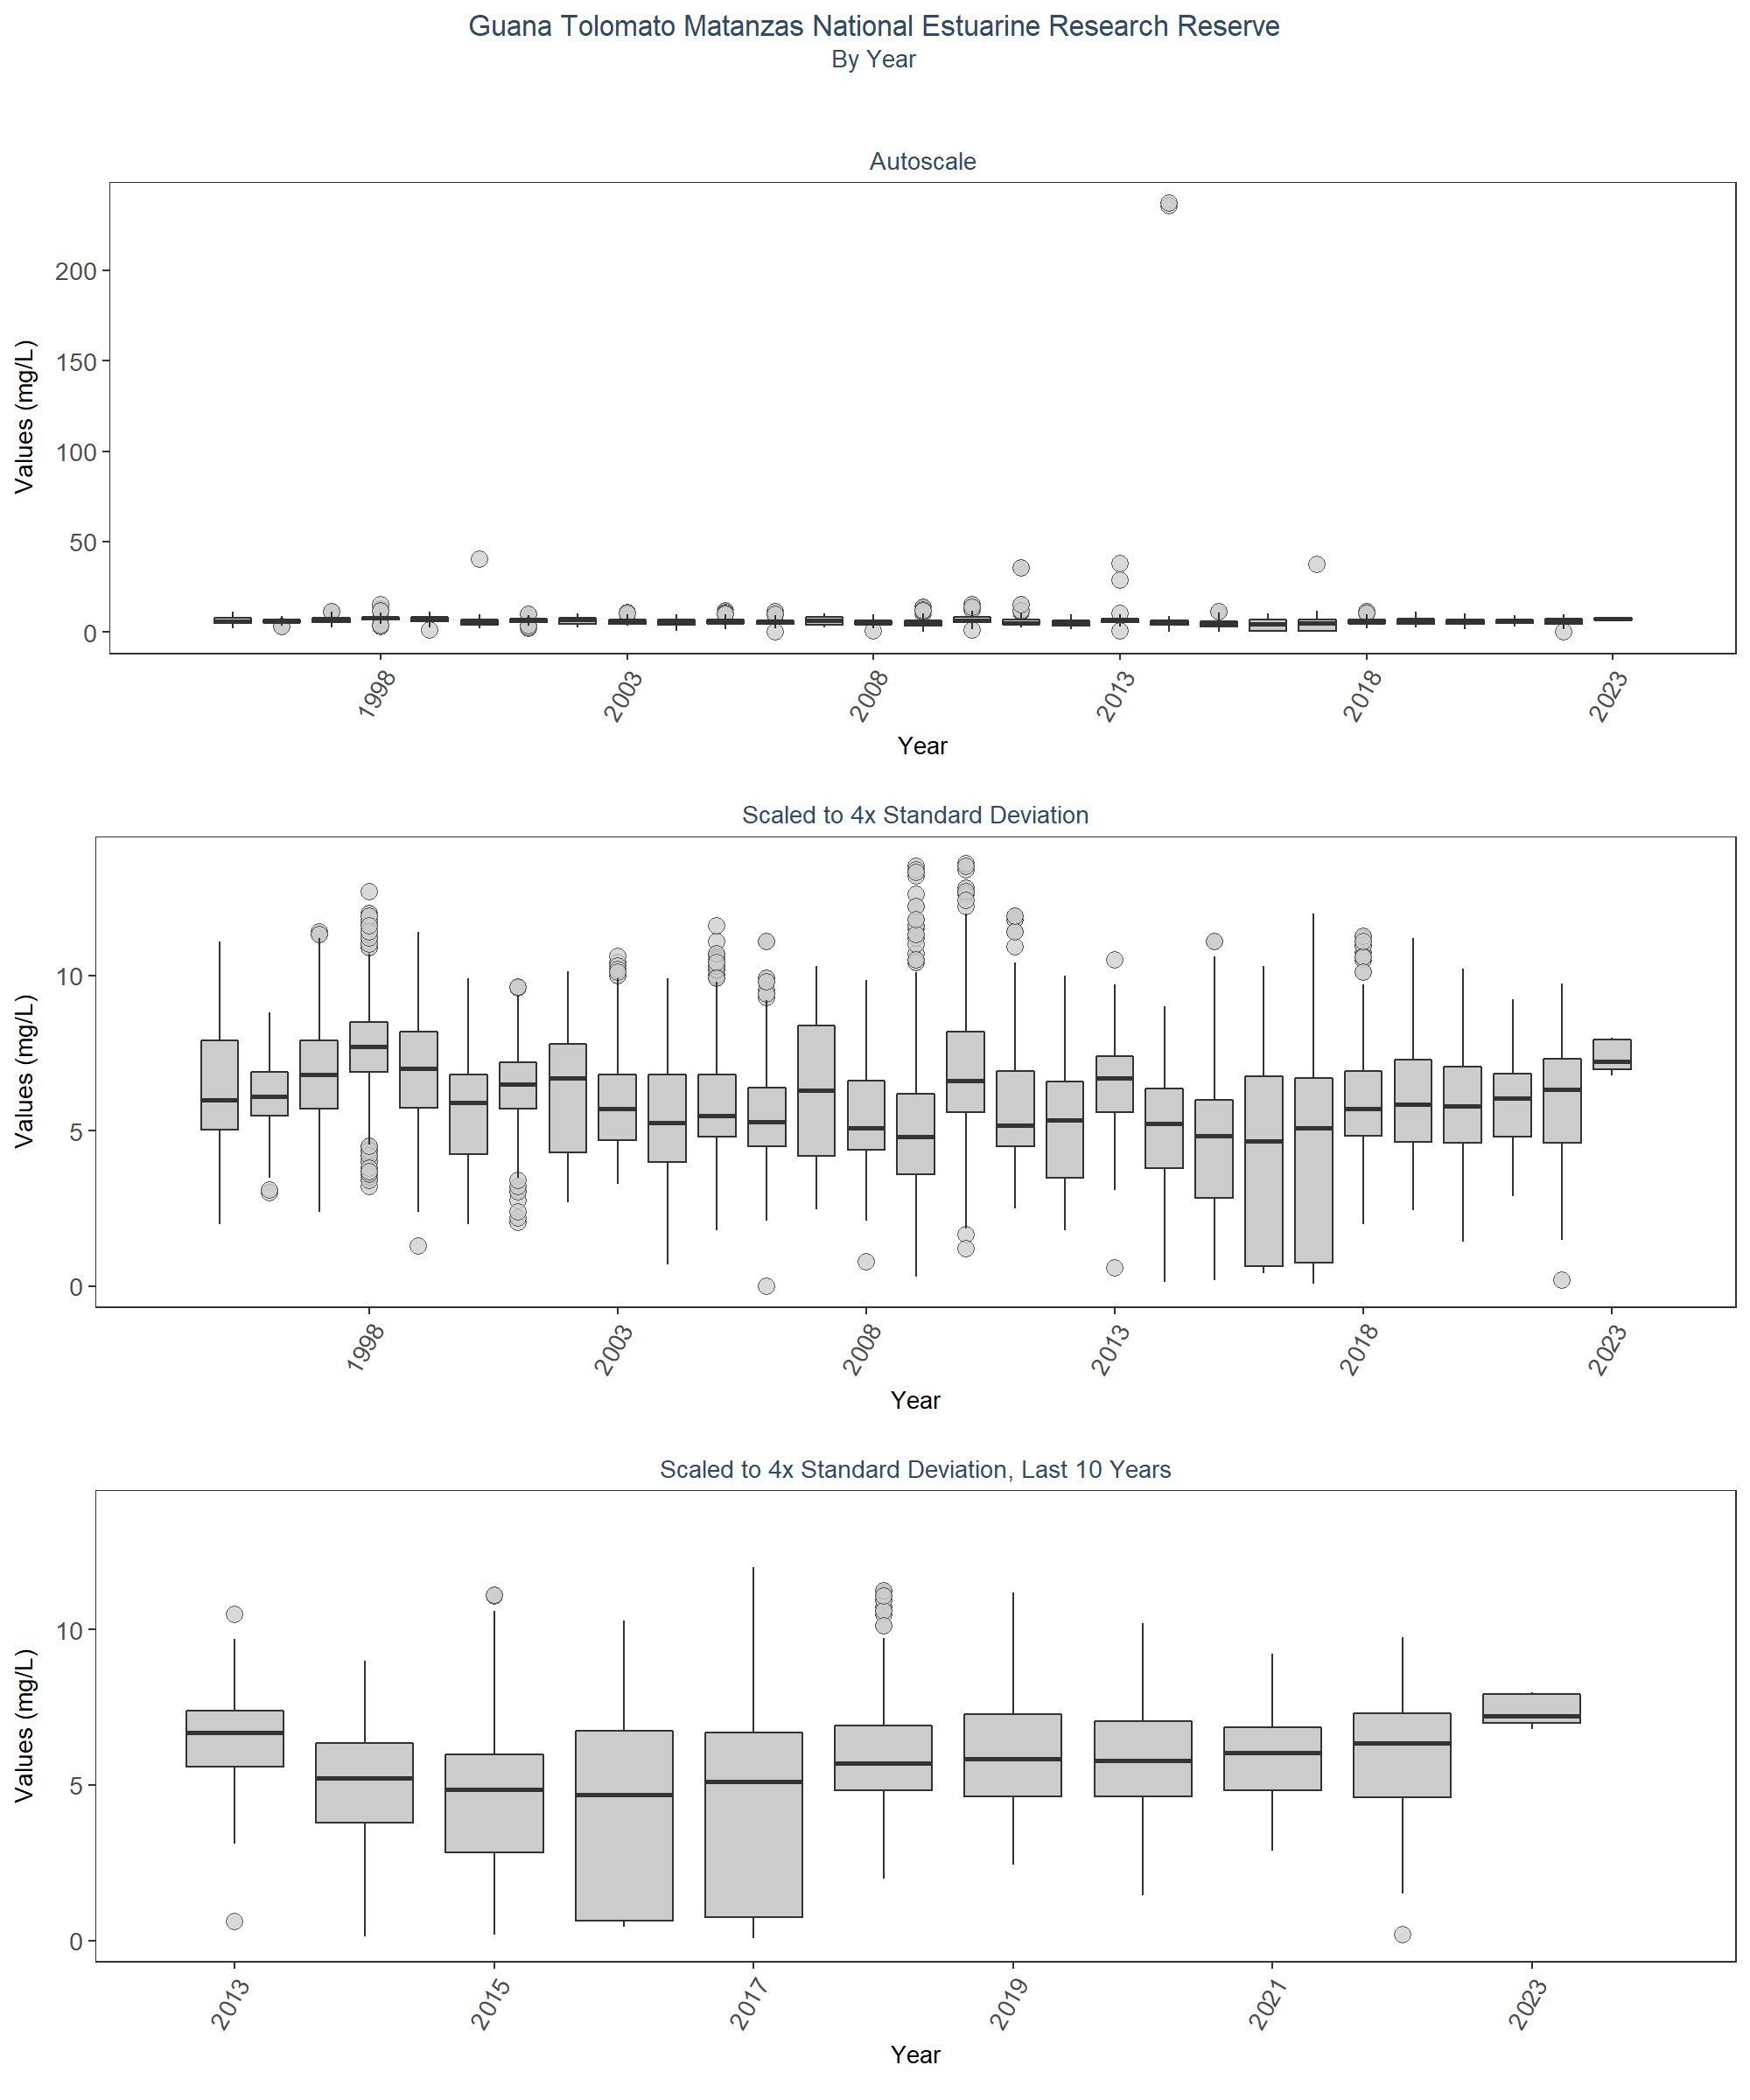 Guana Tolomato Matanzas National Estuarine Research Reserve
By Year
Autoscale
Values (mg/L)
200
150
100
50
0
1998 2003 2008 2013 2018 2023
Year
Scaled to 4x Standard Deviation
Values (mg/L)
10
5
0
1998 2003 2008 2013 2018 2023
Year
Scaled to 4x Standard Deviation, Last 10 Years
Values (mg/L)
10
5
0
2013 2015 2017 2019 2021 2023
Year